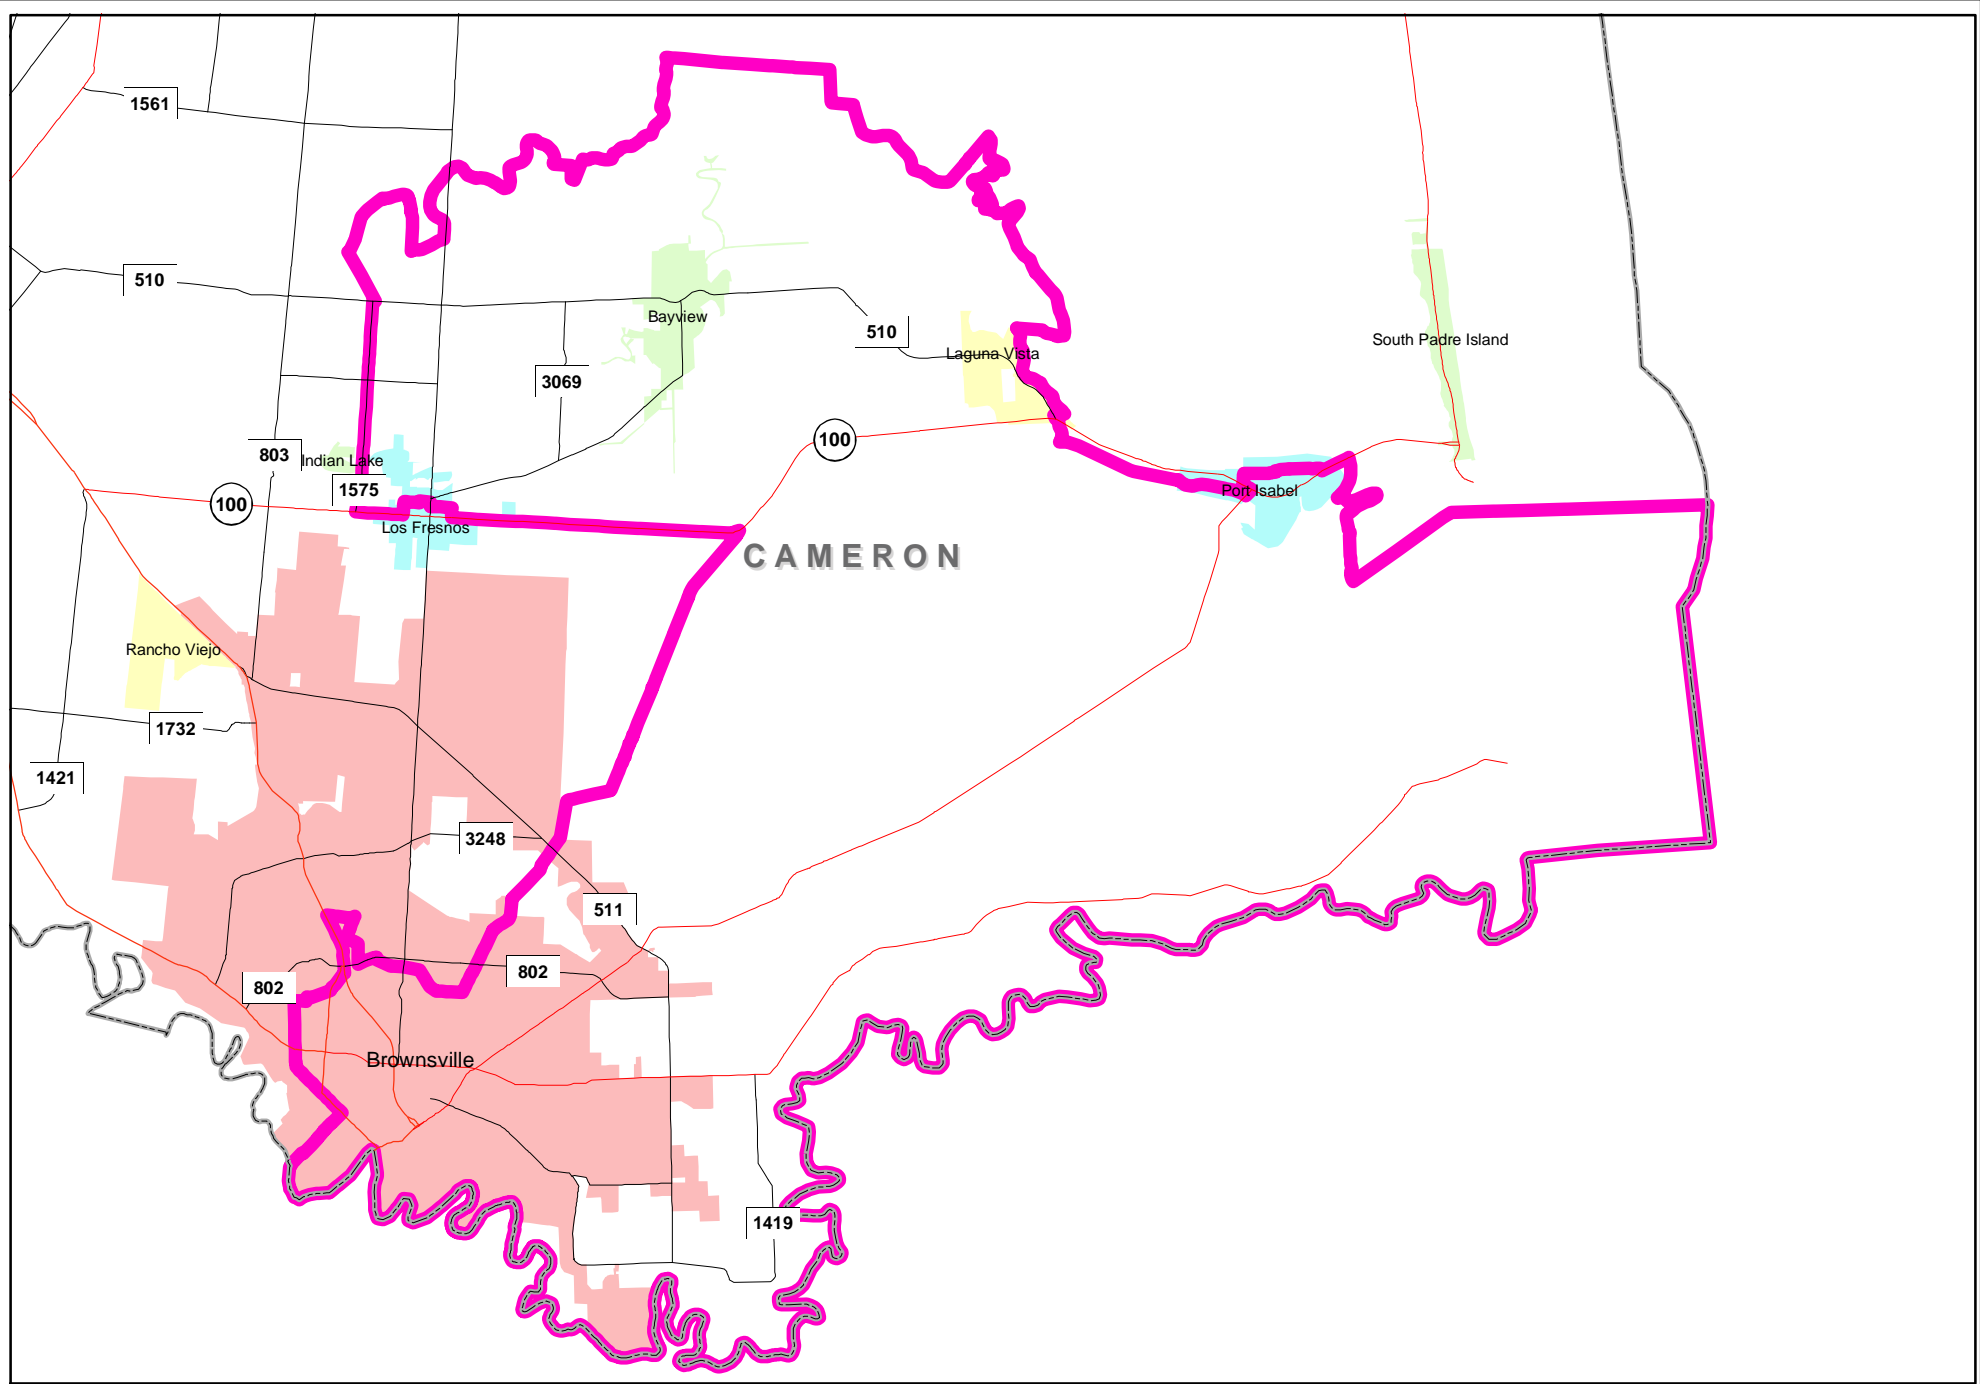 1561
510
Bayview
510
South Padre Island
Laguna Vista
3069
100
803
Indian Lake
1575
Port Isabel
100
Los Fresnos
CAMERON
Rancho Viejo
1732
1421
3248
511
802
802
Brownsville
1419